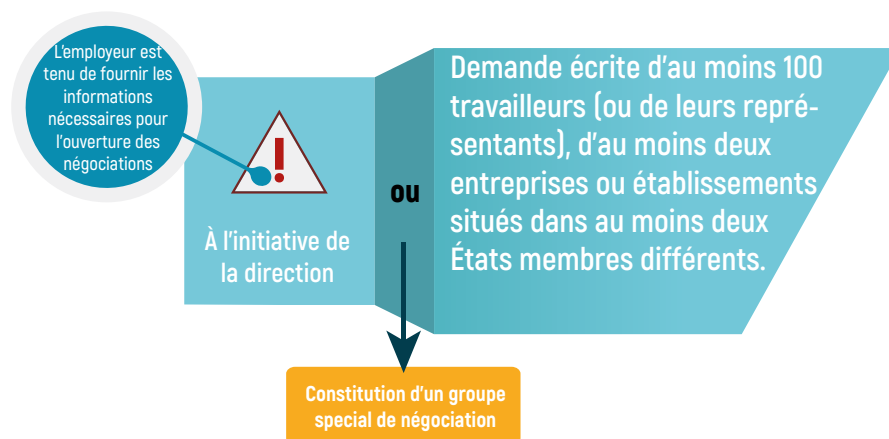 L'employeur est
tenu de fournir les
informations
nécessaires pour
l'ouverture des
négociations
À l'initiative de
la direction
ou
Demande écrite d'au moins 100
travailleurs (ou de leurs repré-
sentants), d'au moins deux
entreprises ou établissements
situés dans au moins deux
États membres différents.
Constitution d'un groupe
special de négociation